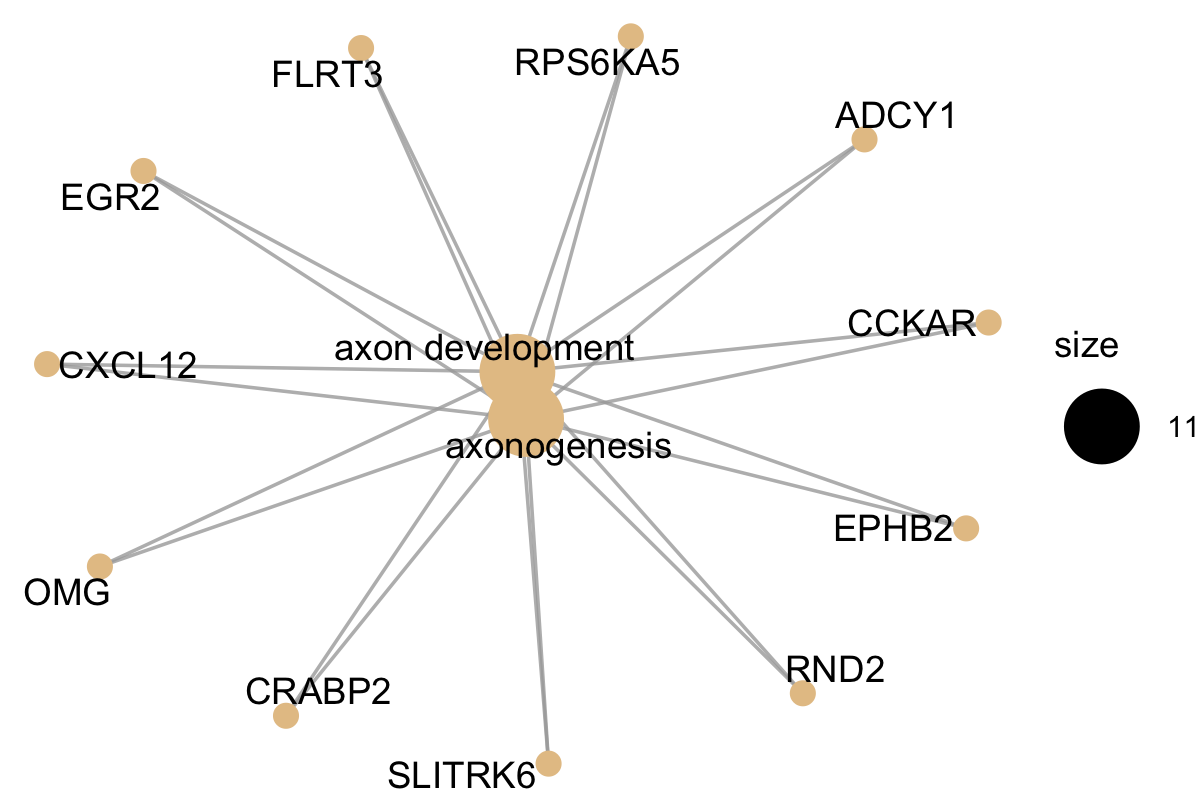 RPS6KA5
FLRT3
ADCY1
EGR2
CCKAR
size
axon development
CXCL12
11
axonogenesis
EPHB2
OMG
RND2
CRABP2
SLITRK6